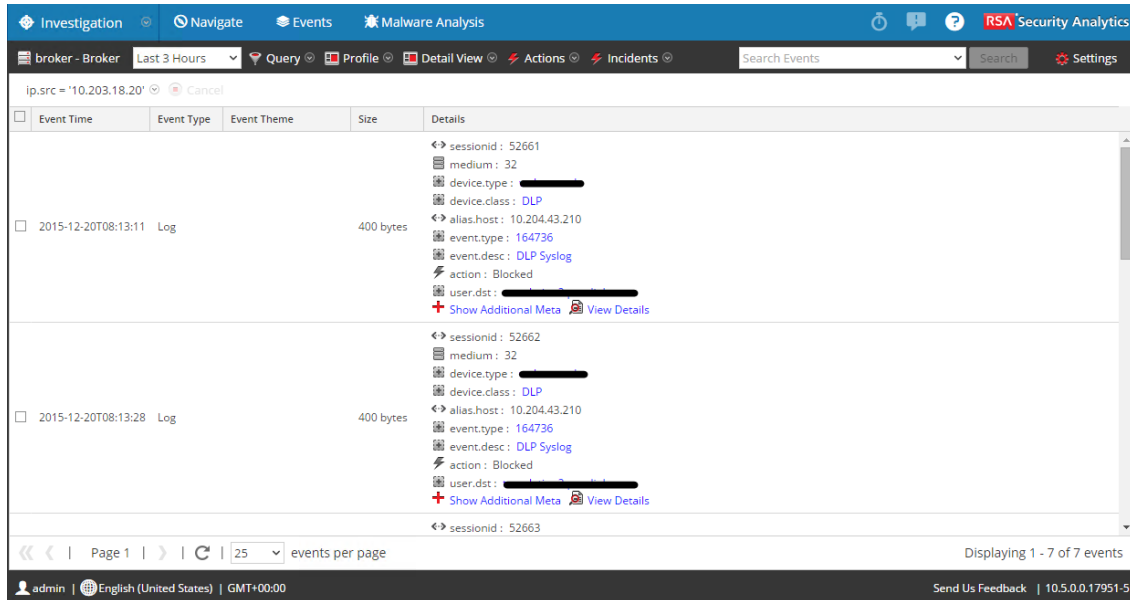 Investigation Navigate Events Malware Analysis ? RSA Security Analytics
broker - Broker Last 3 Hours Query Profile Detail View Actions Incidents Search Events Search Settings
ip.src = '10.203.18.20' Cancel
Event Time Event Type Event Theme Size Details
sessionid : 52661
medium : 32
device.type :
device.class : DLP
2015-12-20T08:13:11 Log 400 bytes alias.host : 10.204.43.210
event.type : 164736
event.desc : DLP Syslog
action : Blocked
user.dst :
Show Additional Meta View Details
sessionid : 52662
medium : 32
device.type :
device.class : DLP
2015-12-20T08:13:28 Log 400 bytes alias.host : 10.204.43.210
event.type : 164736
event.desc : DLP Syslog
action : Blocked
user.dst :
Show Additional Meta View Details
sessionid : 52663
Page 1 | | 25 events per page Displaying 1 - 7 of 7 events
admin | English (United States) | GMT+00:00 Send Us Feedback | 10.5.0.0.17951-5